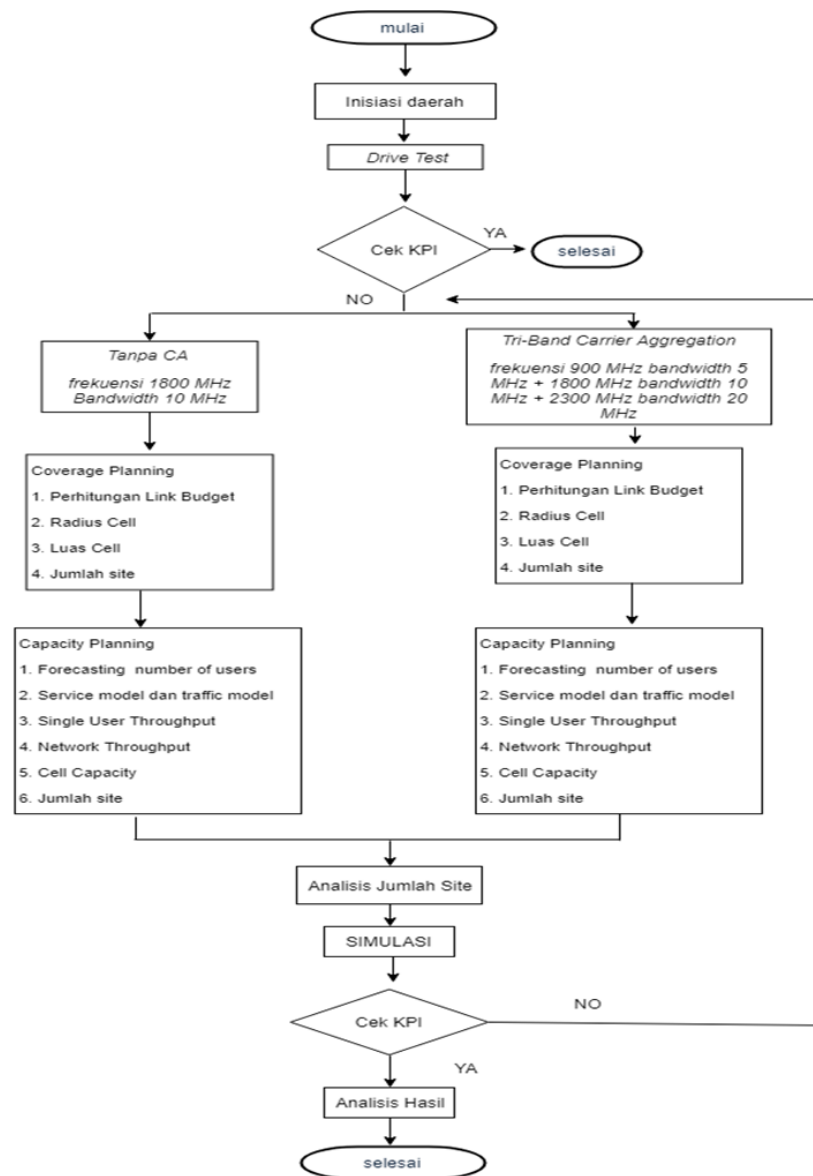 mulai
Inisiasi daerah
Drive Test
Cek KPI
YA
selesai
NO
Tanpa CA
frekuensi 1800 MHz
Bandwidth 10 MHz
Tri-Band Carrier Aggregation
frekuensi 900 MHz bandwidth 5
MHz + 1800 MHz bandwidth 10
MHz + 2300 MHz bandwidth 20
MHz
Coverage Planning
1. Perhitungan Link Budget
2. Radius Cell
3. Luas Cell
4. Jumlah site
Coverage Planning
1. Perhitungan Link Budget
2. Radius Cell
3. Luas Cell
4. Jumlah site
Capacity Planning
1. Forecasting number of users
2. Service model dan traffic model
3. Single User Throughput
4. Network Throughput
5. Cell Capacity
6. Jumlah site
Capacity Planning
1. Forecasting number of users
2. Service model dan traffic model
3. Single User Throughput
4. Network Throughput
5. Cell Capacity
6. Jumlah site
Analisis Jumlah Site
SIMULASI
Cek KPI
NO
YA
Analisis Hasil
selesai